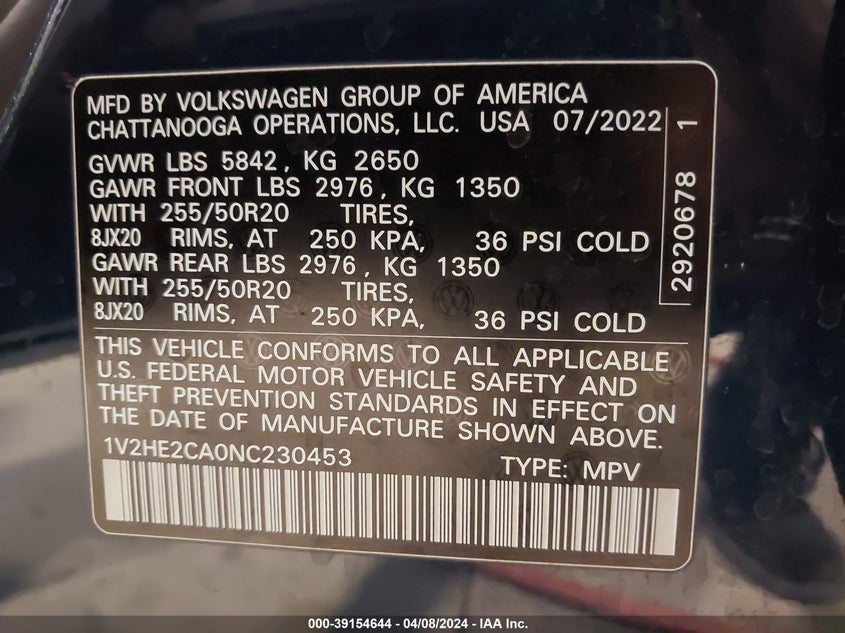 MFD BY VOLKSWAGEN GROUP OF AMERICA
CHATTANOOGA OPERATIONS, LLC. USA 07/2022
GVWR LBS 5842, KG 2650
GAWR FRONT LBS 2976, KG 1350
WITH 255/50R20 TIRES,
8JX20 RIMS, AT 250 KPA, 36 PSI COLD
GAWR REAR LBS 2976, KG 1350
WITH 255/50R20 TIRES,
8JX20 RIMS, AT 250 KPA, 36 PSI COLD
2920678 1
THIS VEHICLE CONFORMS TO ALL APPLICABLE
U.S. FEDERAL MOTOR VEHICLE SAFETY AND
THEFT PREVENTION STANDARDS IN EFFECT ON
THE DATE OF MANUFACTURE SHOWN ABOVE.
1V2HE2CA0NC230453 TYPE: MPV
000-39154644 - 04/08/2024 - IAA Inc.